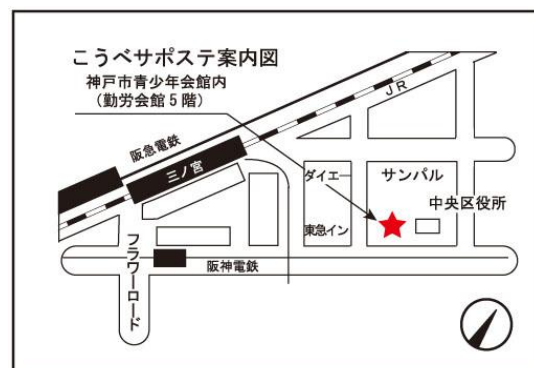 こうべサポステ案内図
神戸市青少年会館内
(勤労会館5階)
JR
阪急電鉄
三ノ宮
ダイエー
サンパル
中央区役所
東急イン
阪神電鉄
フラワーロード